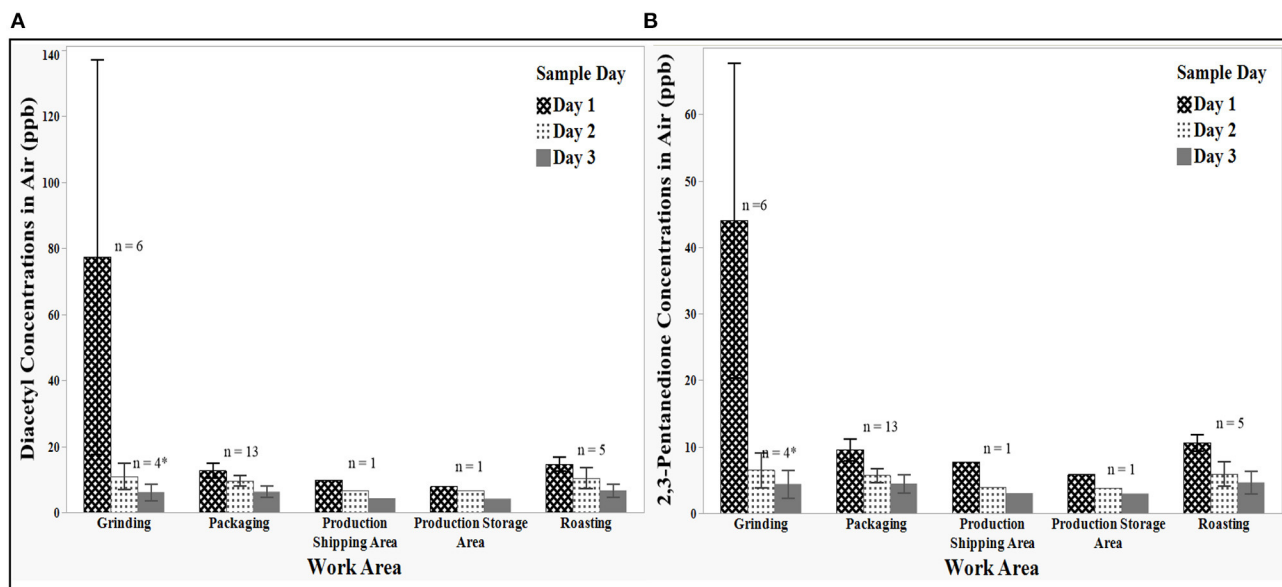 A
Diacetyl Concentrations in Air (ppb)
140
120
100
80
60
40
20
0
Sample Day
Day 1
Day 2
Day 3
n = 6
n = 4*
n = 13
n = 1
n = 1
n = 5
Grinding
Packaging
Production
Shipping Area
Production Storage
Area
Roasting
Work Area
B
2,3-Pentanedione Concentrations in Air (ppb)
60
50
40
30
20
10
0
Sample Day
Day 1
Day 2
Day 3
n =6
n = 4*
n = 13
n = 1
n = 1
n = 5
Grinding
Packaging
Production
Shipping Area
Production Storage
Area
Roasting
Work Area